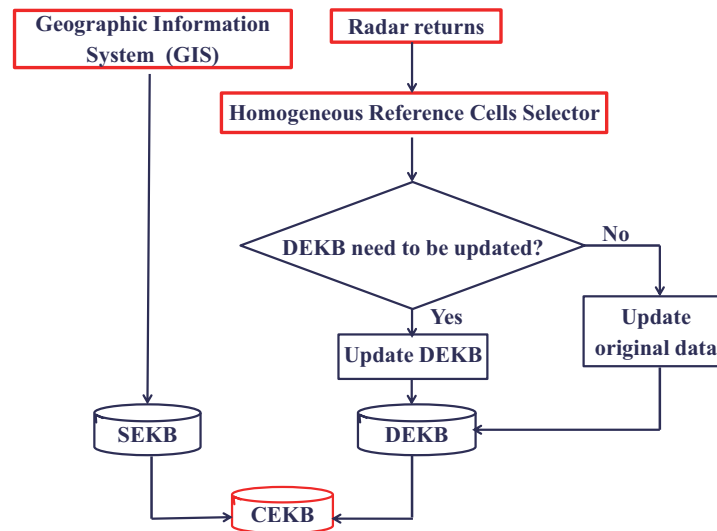 Geographic Information
System (GIS)
Radar returns
Homogeneous Reference Cells Selector
DEKB need to be updated?
No
Yes
Update DEKB
Update
original data
SEKB
DEKB
CEKB